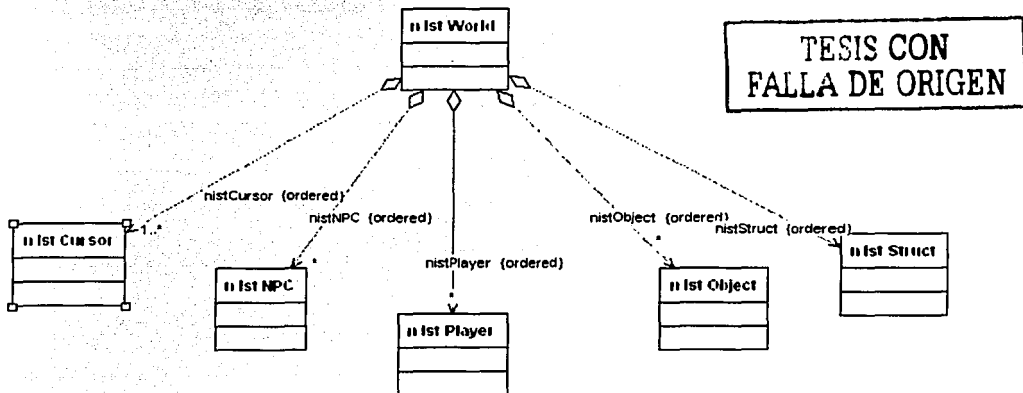 nIst World
TESIS CON
FALLA DE ORIGEN
nistCursor {ordered}
nistNPC {ordered}
nistObject {ordered}
nistStruct {ordered}
1..*
nIst Cursor
nIst Struct
*
*
nistPlayer {ordered}
nIst NPC
nIst Object
*
nIst Player